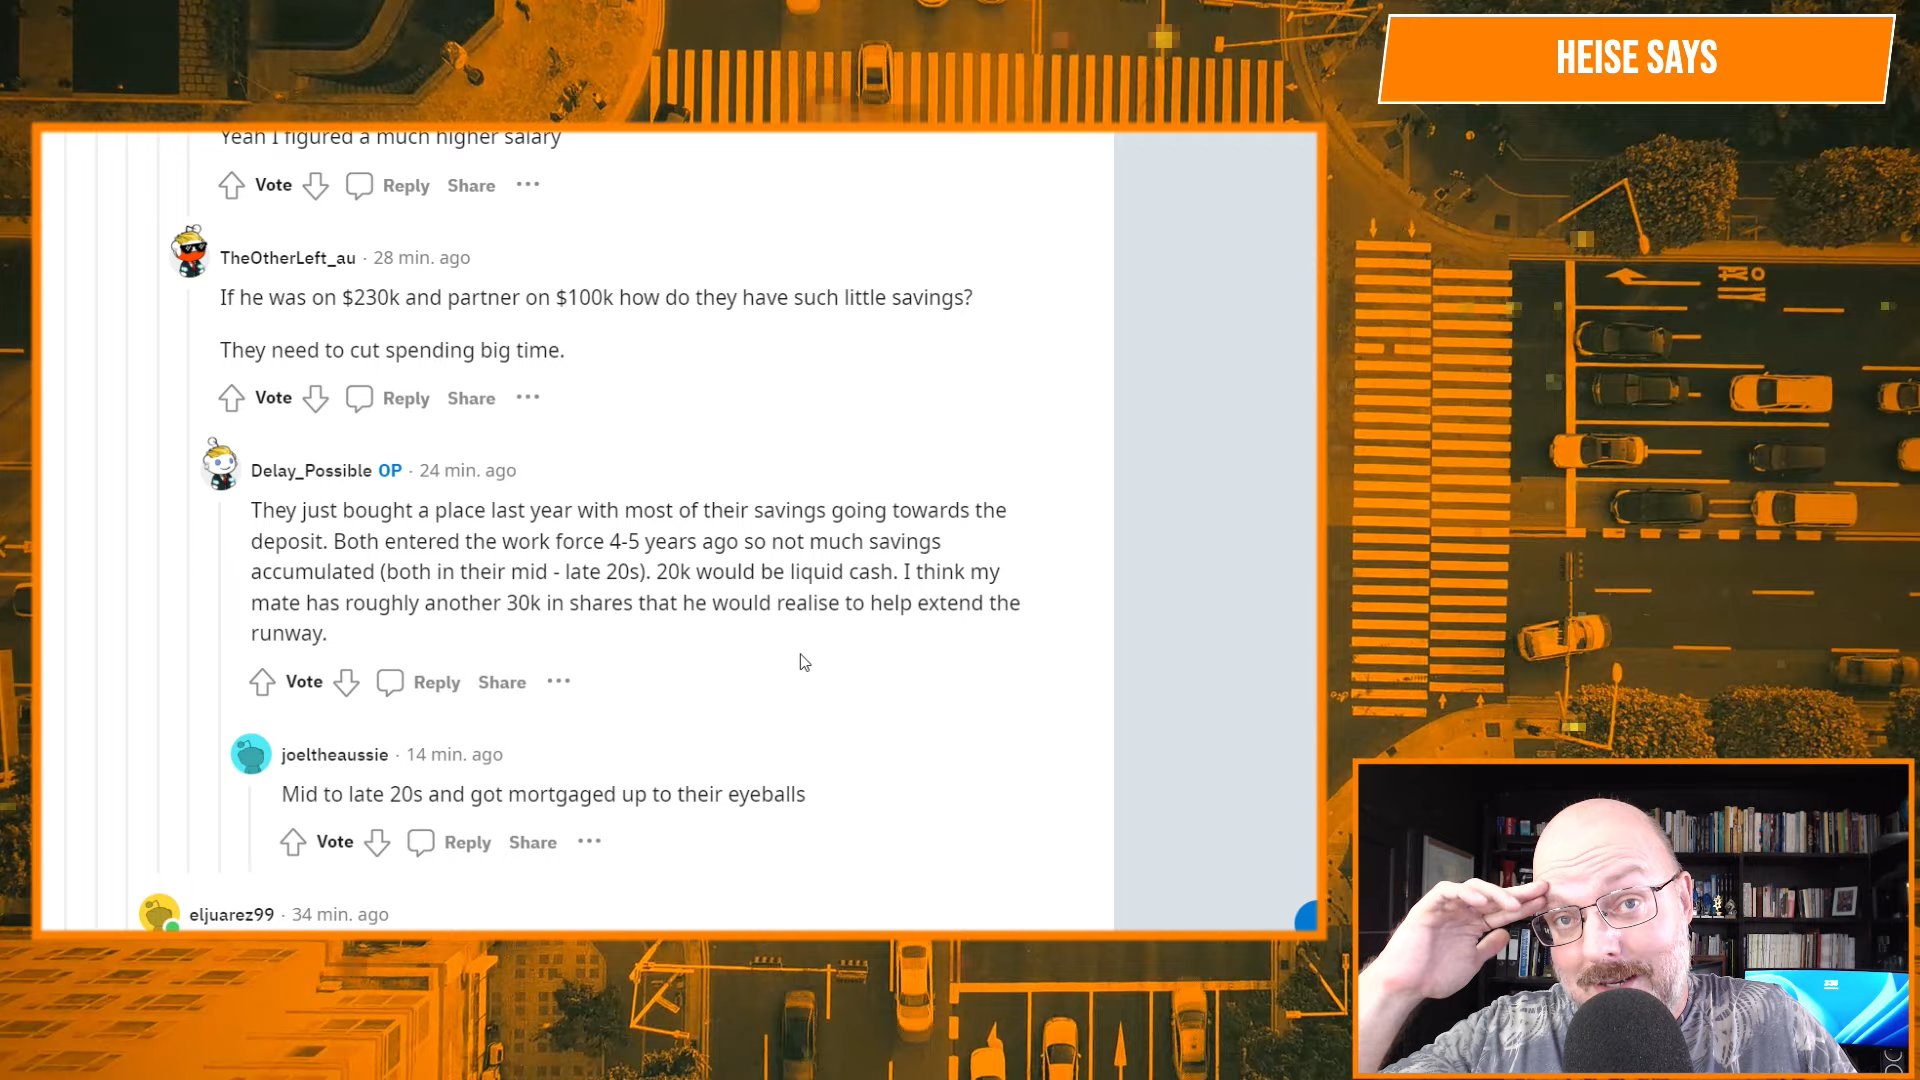 HEISE SAYS
Yeah I figured a much higher salary
Vote Reply Share
TheOtherLeft_au · 28 min. ago
If he was on $230k and partner on $100k how do they have such little savings?
They need to cut spending big time.
Vote Reply Share
Delay_Possible OP · 24 min. ago
They just bought a place last year with most of their savings going towards the
deposit. Both entered the work force 4-5 years ago so not much savings
accumulated (both in their mid - late 20s). 20k would be liquid cash. I think my
mate has roughly another 30k in shares that he would realise to help extend the
runway.
Vote Reply Share
joeltheaussie · 14 min. ago
Mid to late 20s and got mortgaged up to their eyeballs
Vote Reply Share
eljuarez99 · 34 min. ago